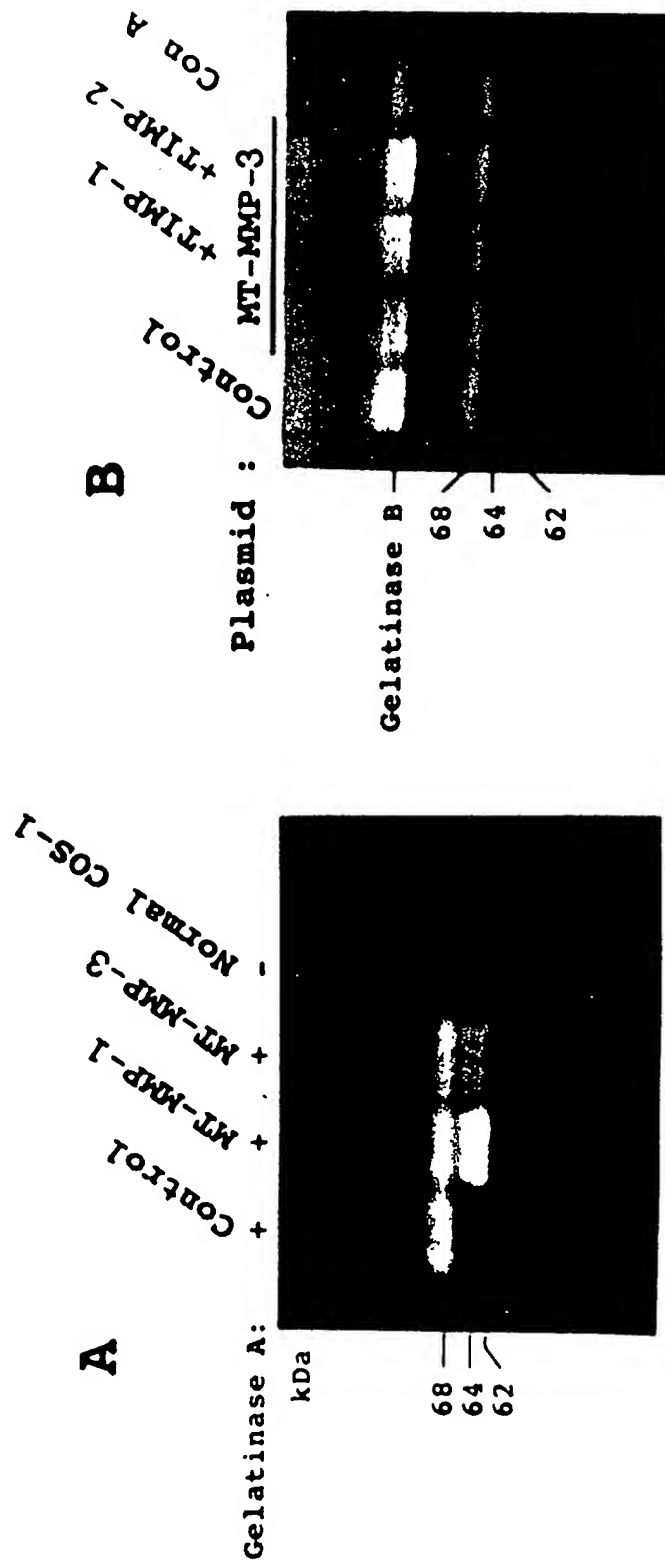 A
Gelatinase A:
Control
MT-MMP-1
MT-MMP-3
Normal COS-1
+
+
+
-
kDa
68
64
62
B
Plasmid :
Control
+TIMP-1
+TIMP-2
Con A
MT-MMP-3
Gelatinase B
68
64
62